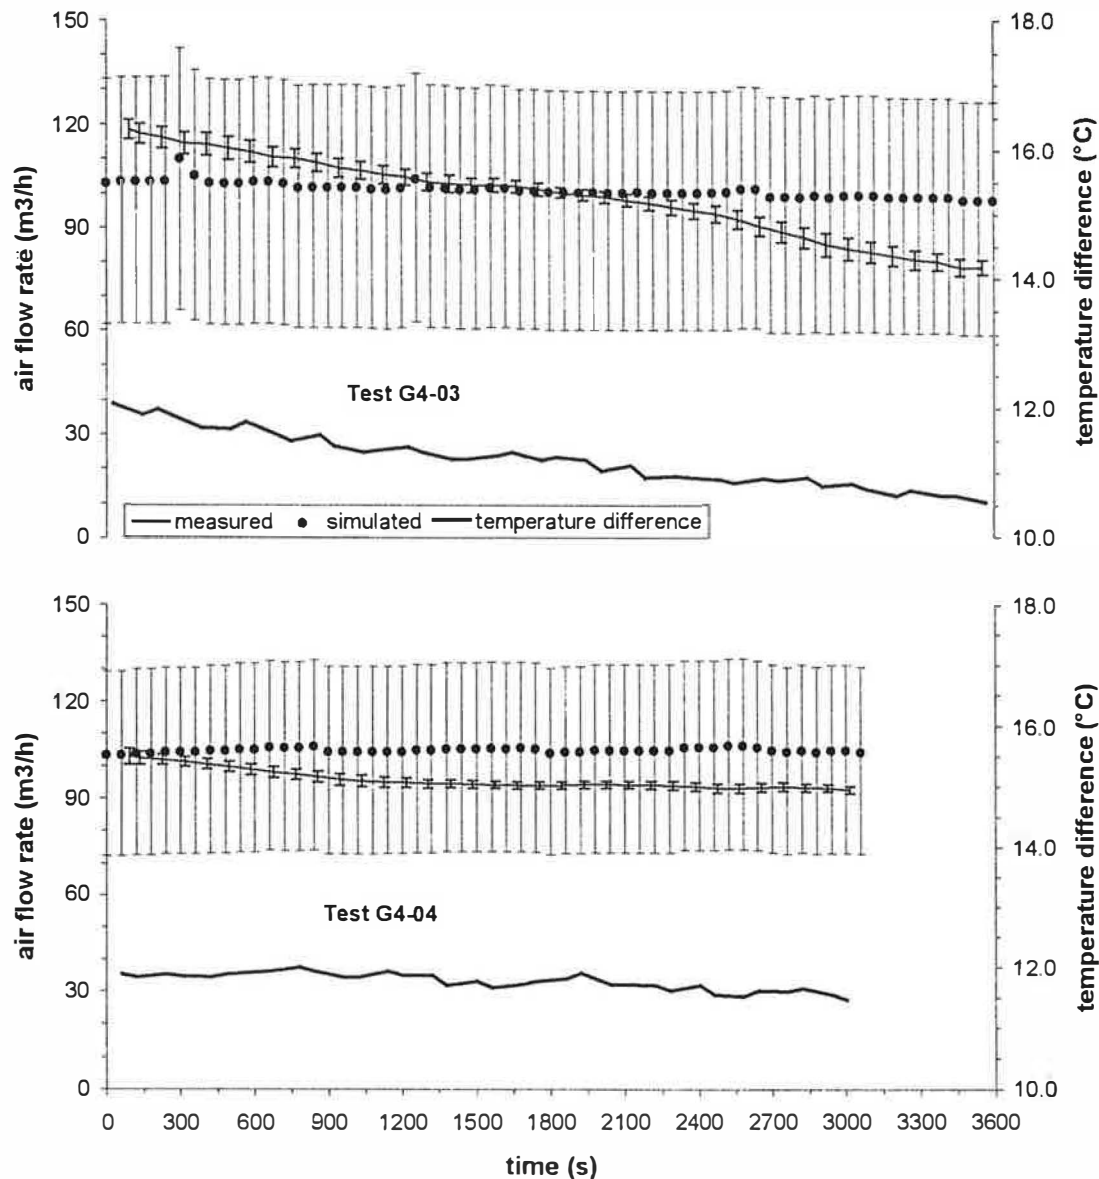 150
120
90
60
30
0
air flow ratë (m3/h)
18.0
16.0
14.0
12.0
10.0
temperature difference (°C)
Test G4-03
measured simulated temperature difference
150
120
90
60
30
0
air flow rate (m3/h)
18.0
16.0
14.0
12.0
10.0
temperature difference (°C)
Test G4-04
0 300 600 900 1200 1500 1800 2100 2400 2700 3000 3300 3600
time (s)